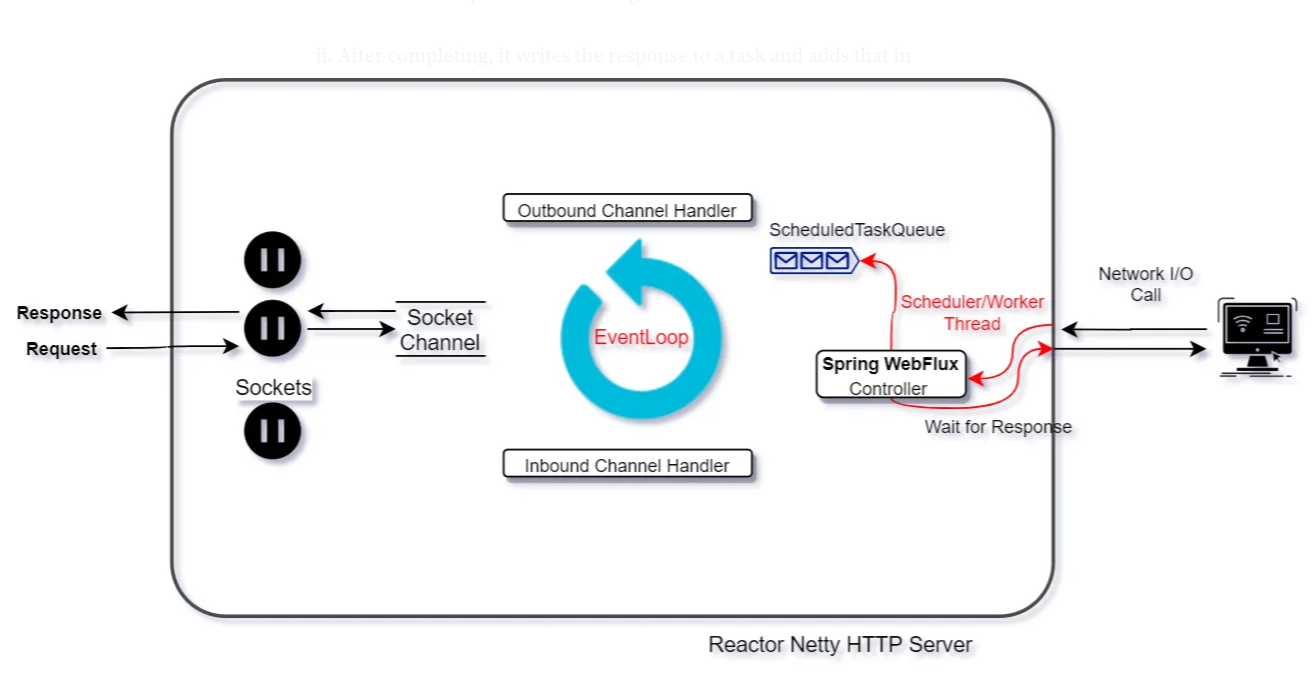 ii. After completing, it writes the response to a task and adds that in
Outbound Channel Handler
ScheduledTaskQueue
Network I/O
Call
Scheduler/Worker
Thread
Response
Request
Socket
Channel
EventLoop
Spring WebFlux
Controller
Sockets
Wait for Response
Inbound Channel Handler
Reactor Netty HTTP Server